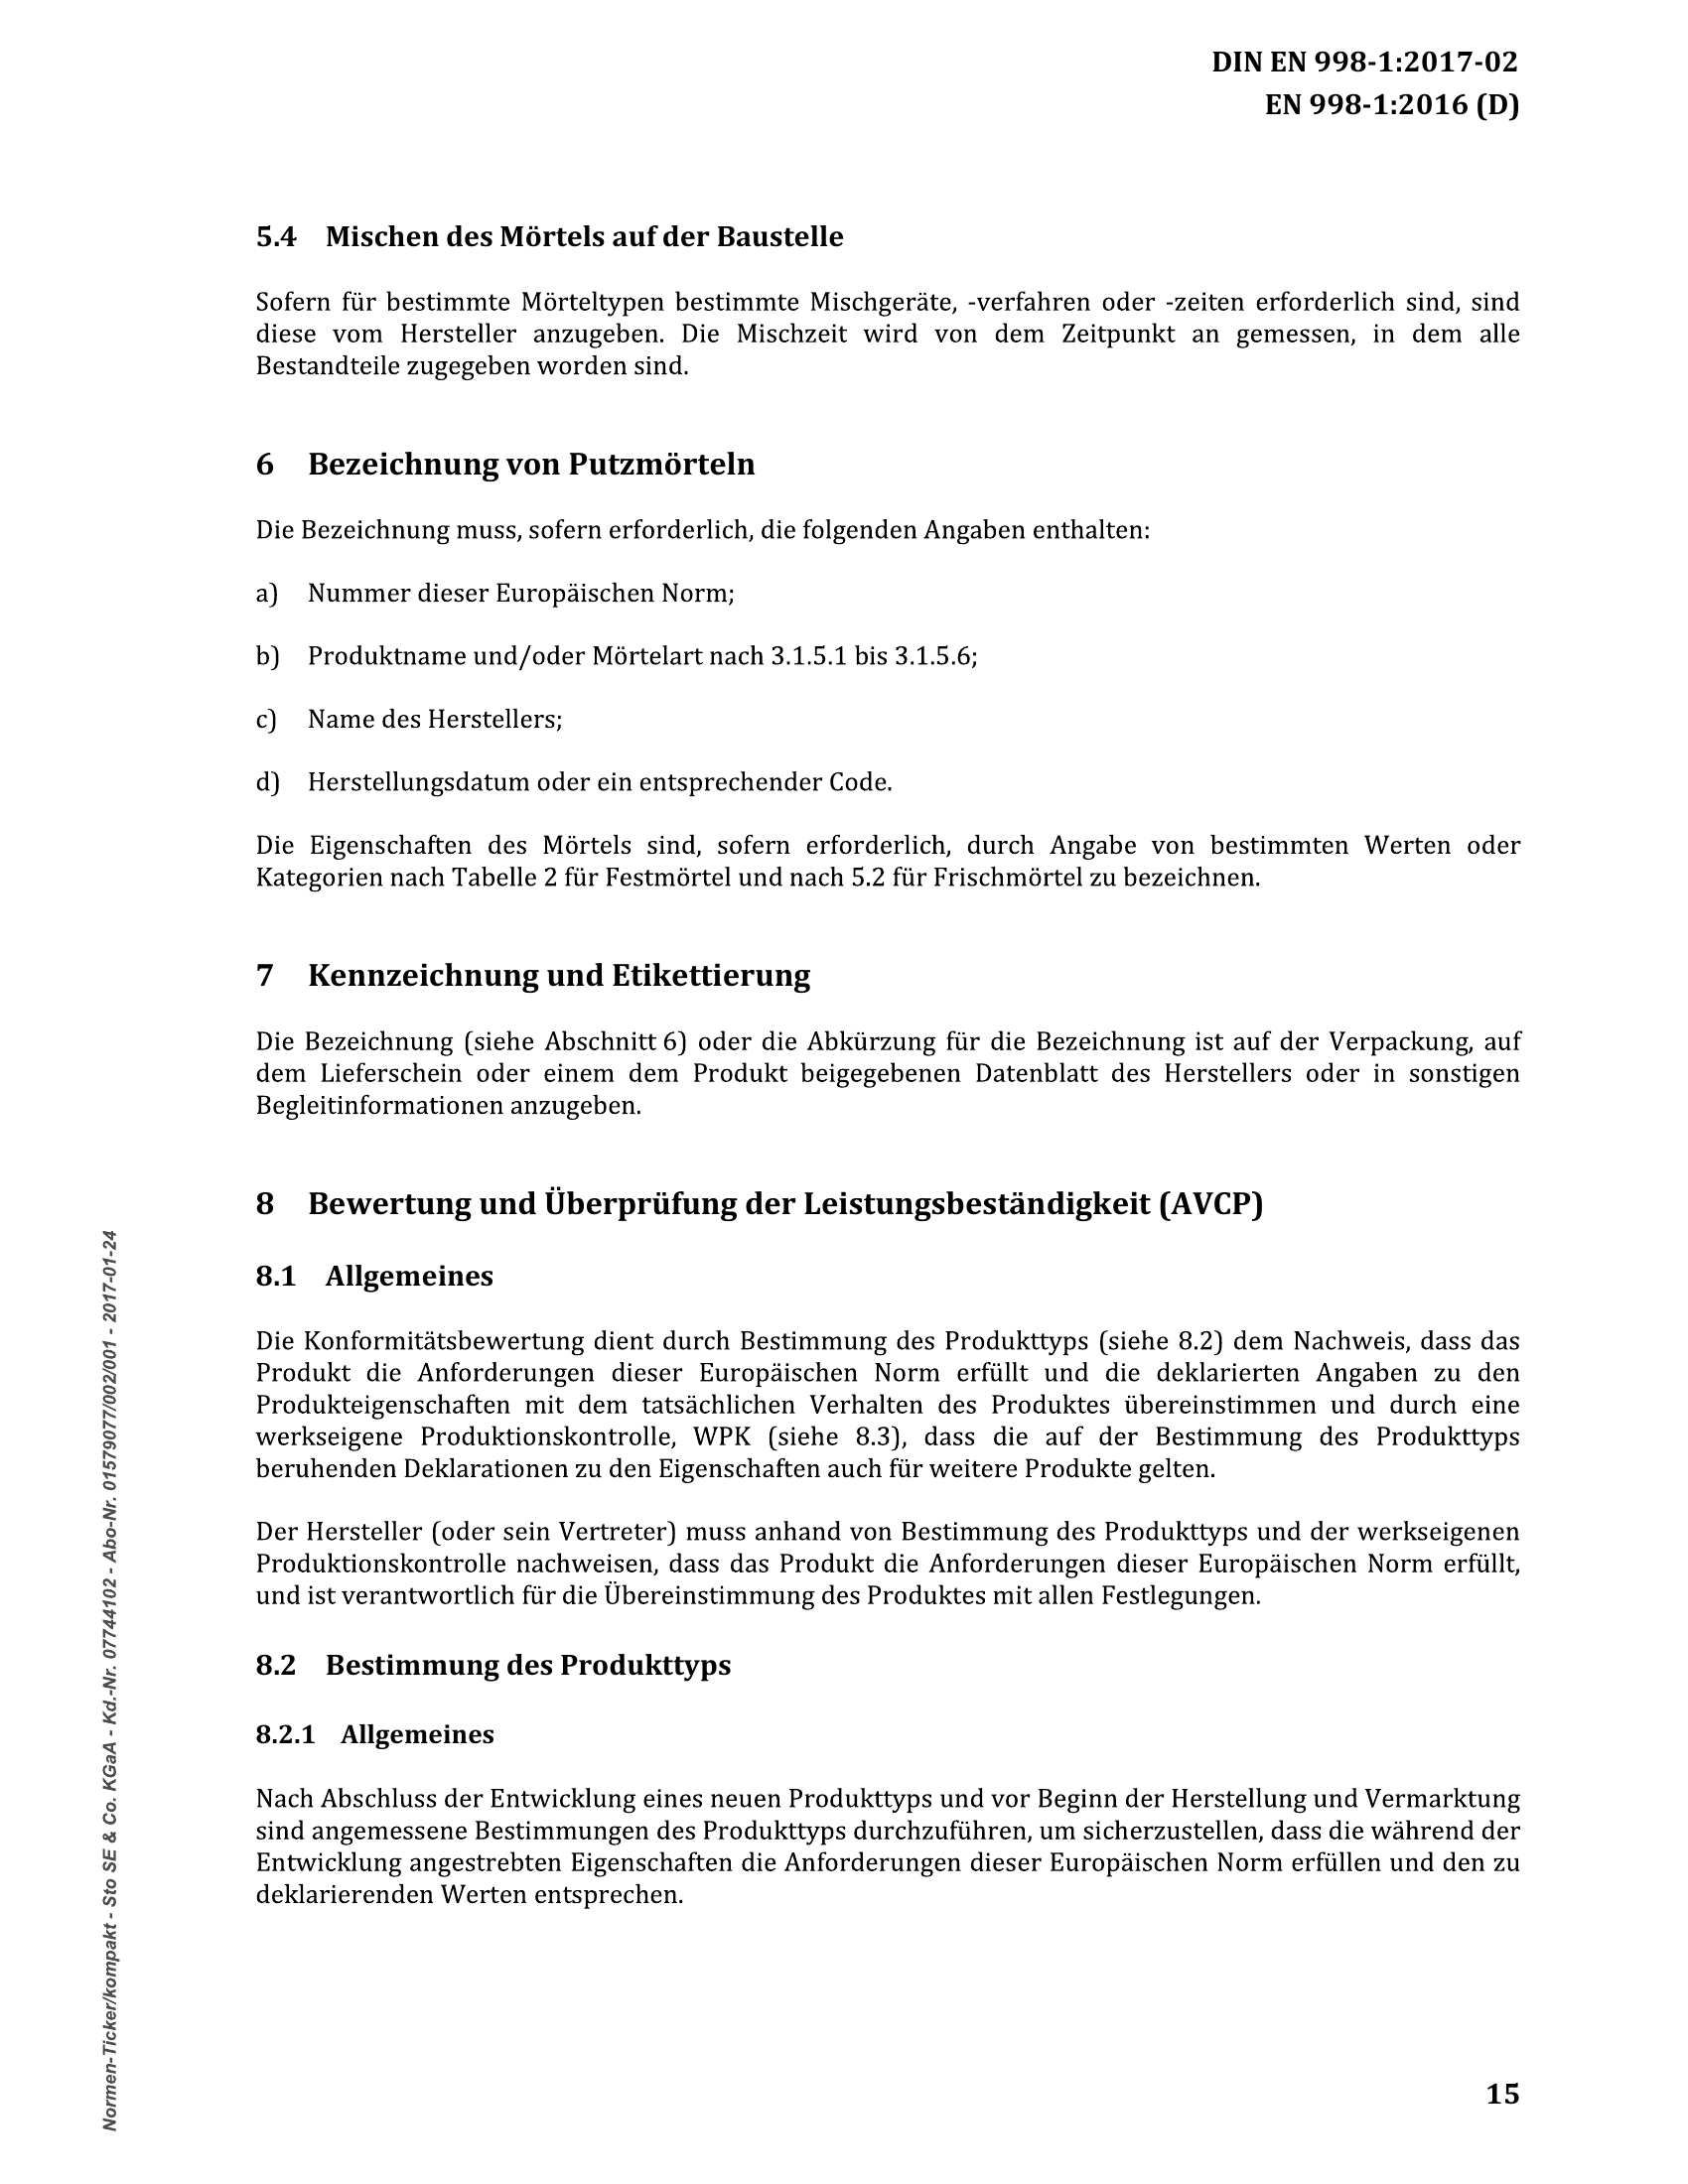 DIN EN 998-1:2017-02
EN 998-1:2016 (D)
5.4 Mischen des Mörtels auf der Baustelle
Sofern für bestimmte Mörteltypen bestimmte Mischgeräte, -verfahren oder -zeiten erforderlich sind, sind
diese vom Hersteller anzugeben. Die Mischzeit wird von dem Zeitpunkt an gemessen, in dem alle
Bestandteile zugegeben worden sind.
6 Bezeichnung von Putzmörteln
Die Bezeichnung muss, sofern erforderlich, die folgenden Angaben enthalten:
a) Nummer dieser Europäischen Norm;
b) Produktname und/oder Mörtelart nach 3.1.5.1 bis 3.1.5.6;
c) Name des Herstellers;
d) Herstellungsdatum oder ein entsprechender Code.
Die Eigenschaften des Mörtels sind, sofern erforderlich, durch Angabe von bestimmten Werten oder
Kategorien nach Tabelle 2 für Festmörtel und nach 5.2 für Frischmörtel zu bezeichnen.
7 Kennzeichnung und Etikettierung
Die Bezeichnung (siehe Abschnitt 6) oder die Abkürzung für die Bezeichnung ist auf der Verpackung, auf
dem Lieferschein oder einem dem Produkt beigegebenen Datenblatt des Herstellers oder in sonstigen
Begleitinformationen anzugeben.
8 Bewertung und Überprüfung der Leistungsbeständigkeit (AVCP)
8.1 Allgemeines
Die Konformitätsbewertung dient durch Bestimmung des Produkttyps (siehe 8.2) dem Nachweis, dass das
Produkt die Anforderungen dieser Europäischen Norm erfüllt und die deklarierten Angaben zu den
Produkteigenschaften mit dem tatsächlichen Verhalten des Produktes übereinstimmen und durch eine
werkseigene Produktionskontrolle, WPK (siehe 8.3), dass die auf der Bestimmung des Produkttyps
beruhenden Deklarationen zu den Eigenschaften auch für weitere Produkte gelten.
Der Hersteller (oder sein Vertreter) muss anhand von Bestimmung des Produkttyps und der werkseigenen
Produktionskontrolle nachweisen, dass das Produkt die Anforderungen dieser Europäischen Norm erfüllt,
und ist verantwortlich für die Übereinstimmung des Produktes mit allen Festlegungen.
8.2 Bestimmung des Produkttyps
8.2.1 Allgemeines
Nach Abschluss der Entwicklung eines neuen Produkttyps und vor Beginn der Herstellung und Vermarktung
sind angemessene Bestimmungen des Produkttyps durchzuführen, um sicherzustellen, dass die während der
Entwicklung angestrebten Eigenschaften die Anforderungen dieser Europäischen Norm erfüllen und den zu
deklarierenden Werten entsprechen.
Normen-Ticker/kompakt - Sto SE & Co. KGaA - Kd.-Nr. 07744102 - Abo-Nr. 01579077/002/001 - 2017-01-24
15